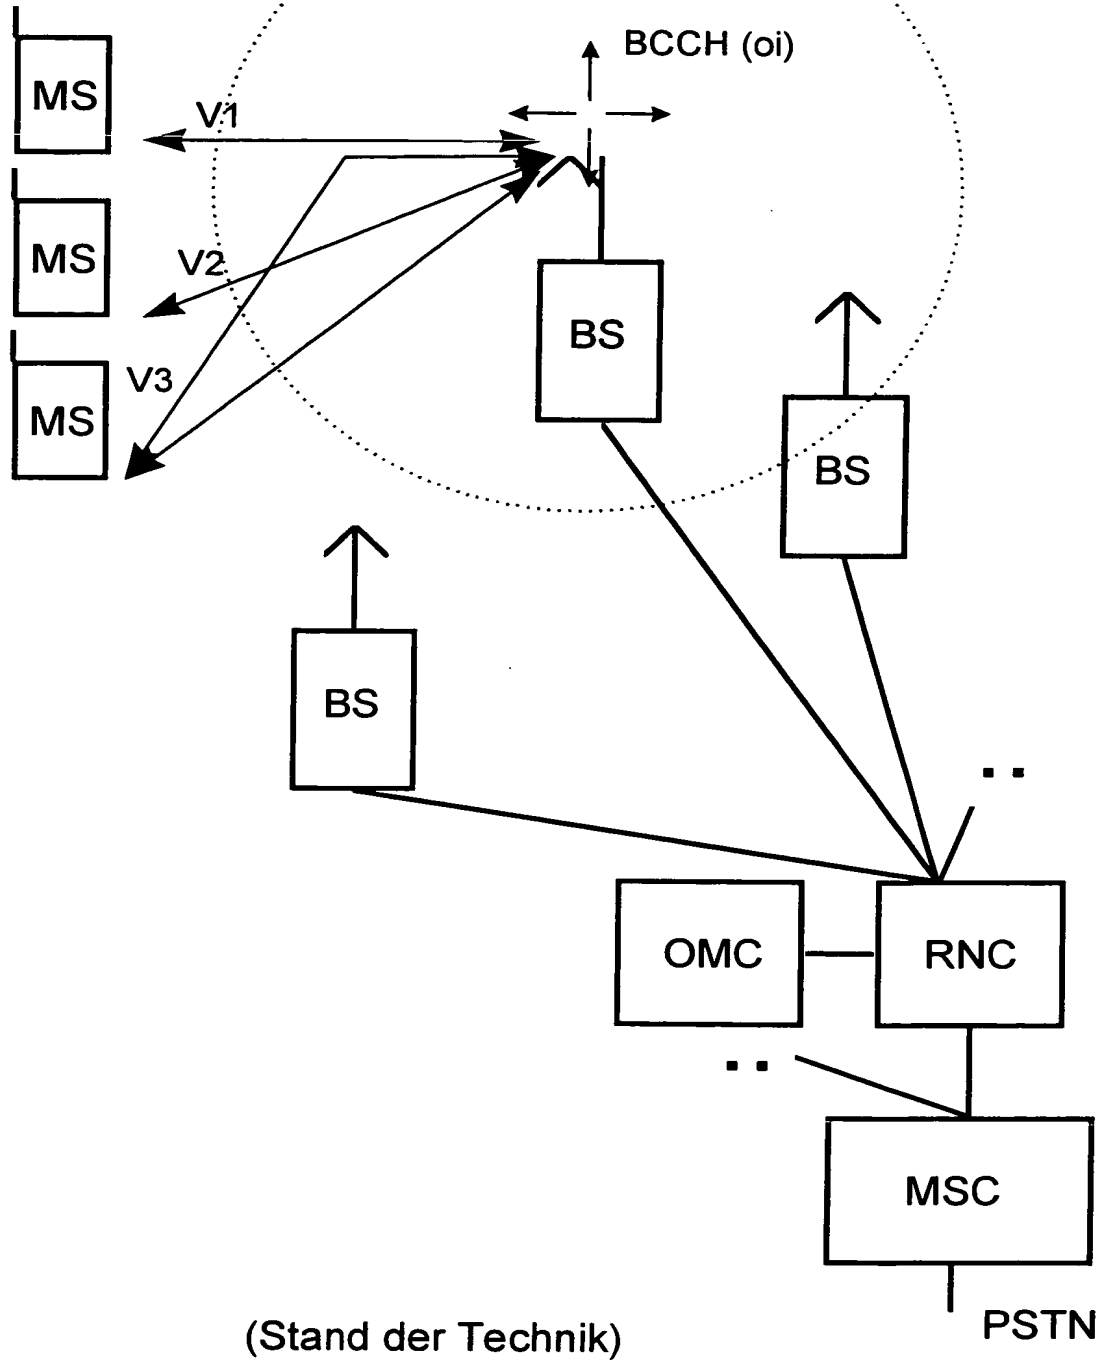 BCCH (oi)
MS
V1
MS
V2
BS
V3
MS
BS
BS
. .
OMC
RNC
. .
MSC
PSTN
(Stand der Technik)